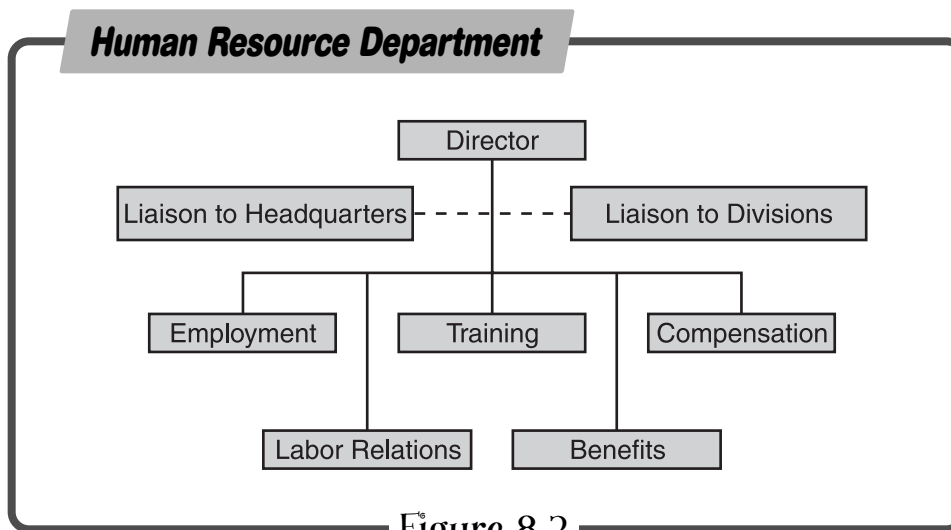 Human Resource Department
Director
Liaison to Headquarters
Liaison to Divisions
Employment
Training
Compensation
Labor Relations
Benefits
Figure 8.2